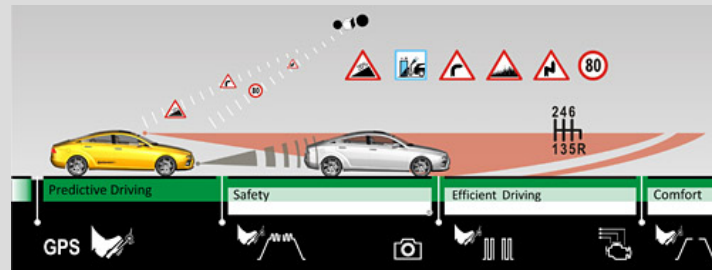 80
80
246
135R
Predictive Driving
Safety
Efficient Driving
Comfort
GPS